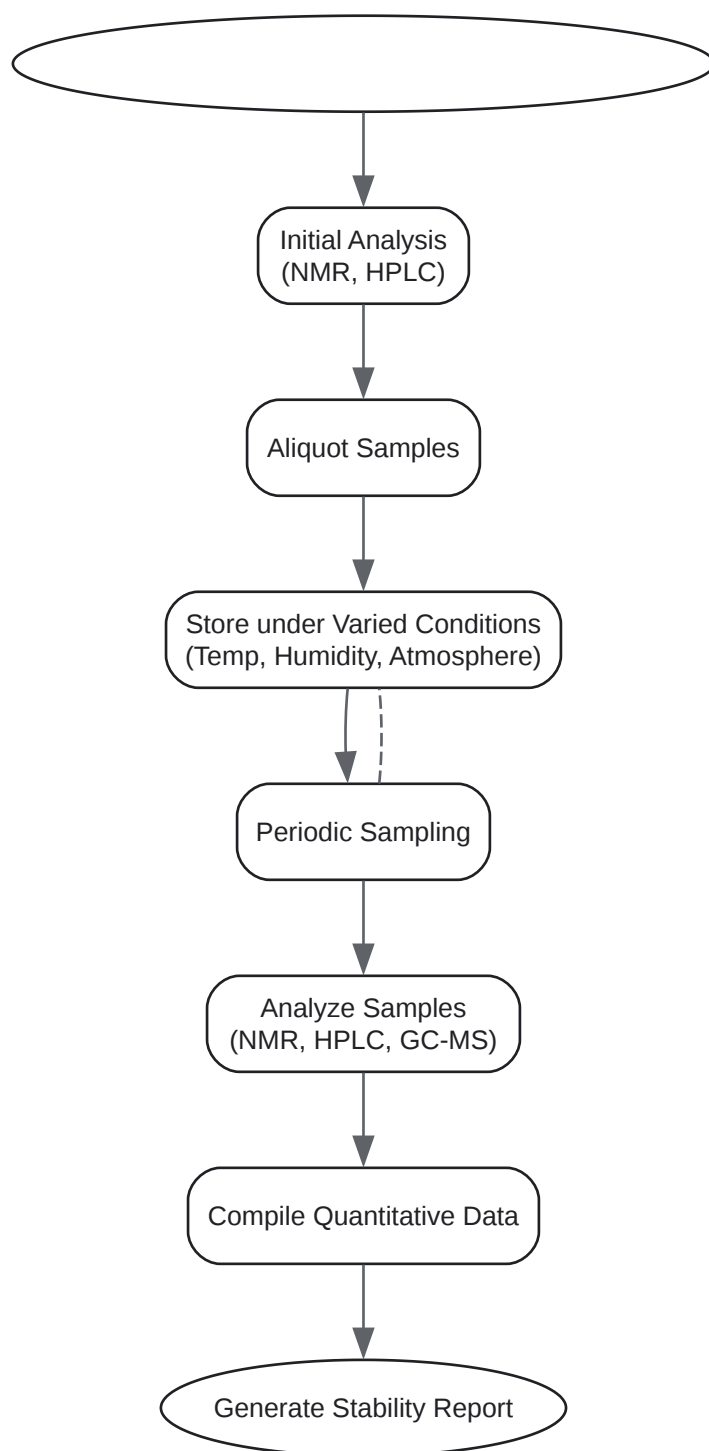 Initial Analysis
(NMR, HPLC)
Aliquot Samples
Store under Varied Conditions
(Temp, Humidity, Atmosphere)
Periodic Sampling
Analyze Samples
(NMR, HPLC, GC-MS)
Compile Quantitative Data
Generate Stability Report